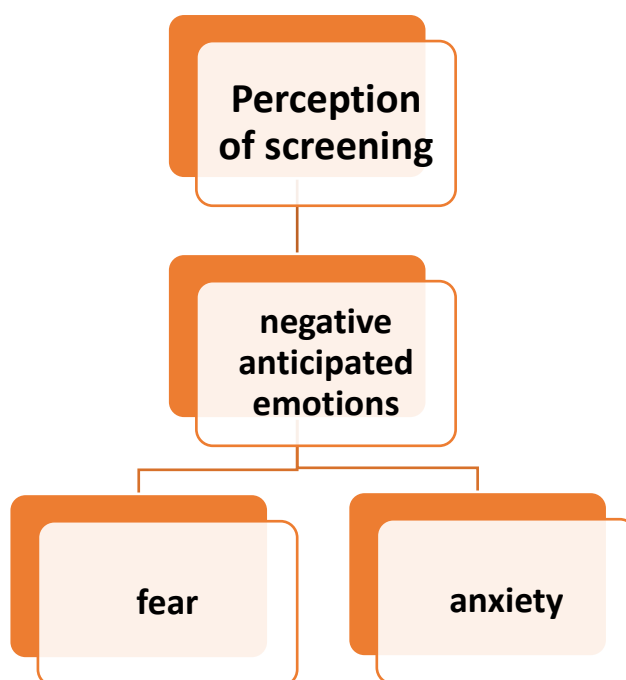 Perception
of screening
negative
anticipated
emotions
fear
anxiety